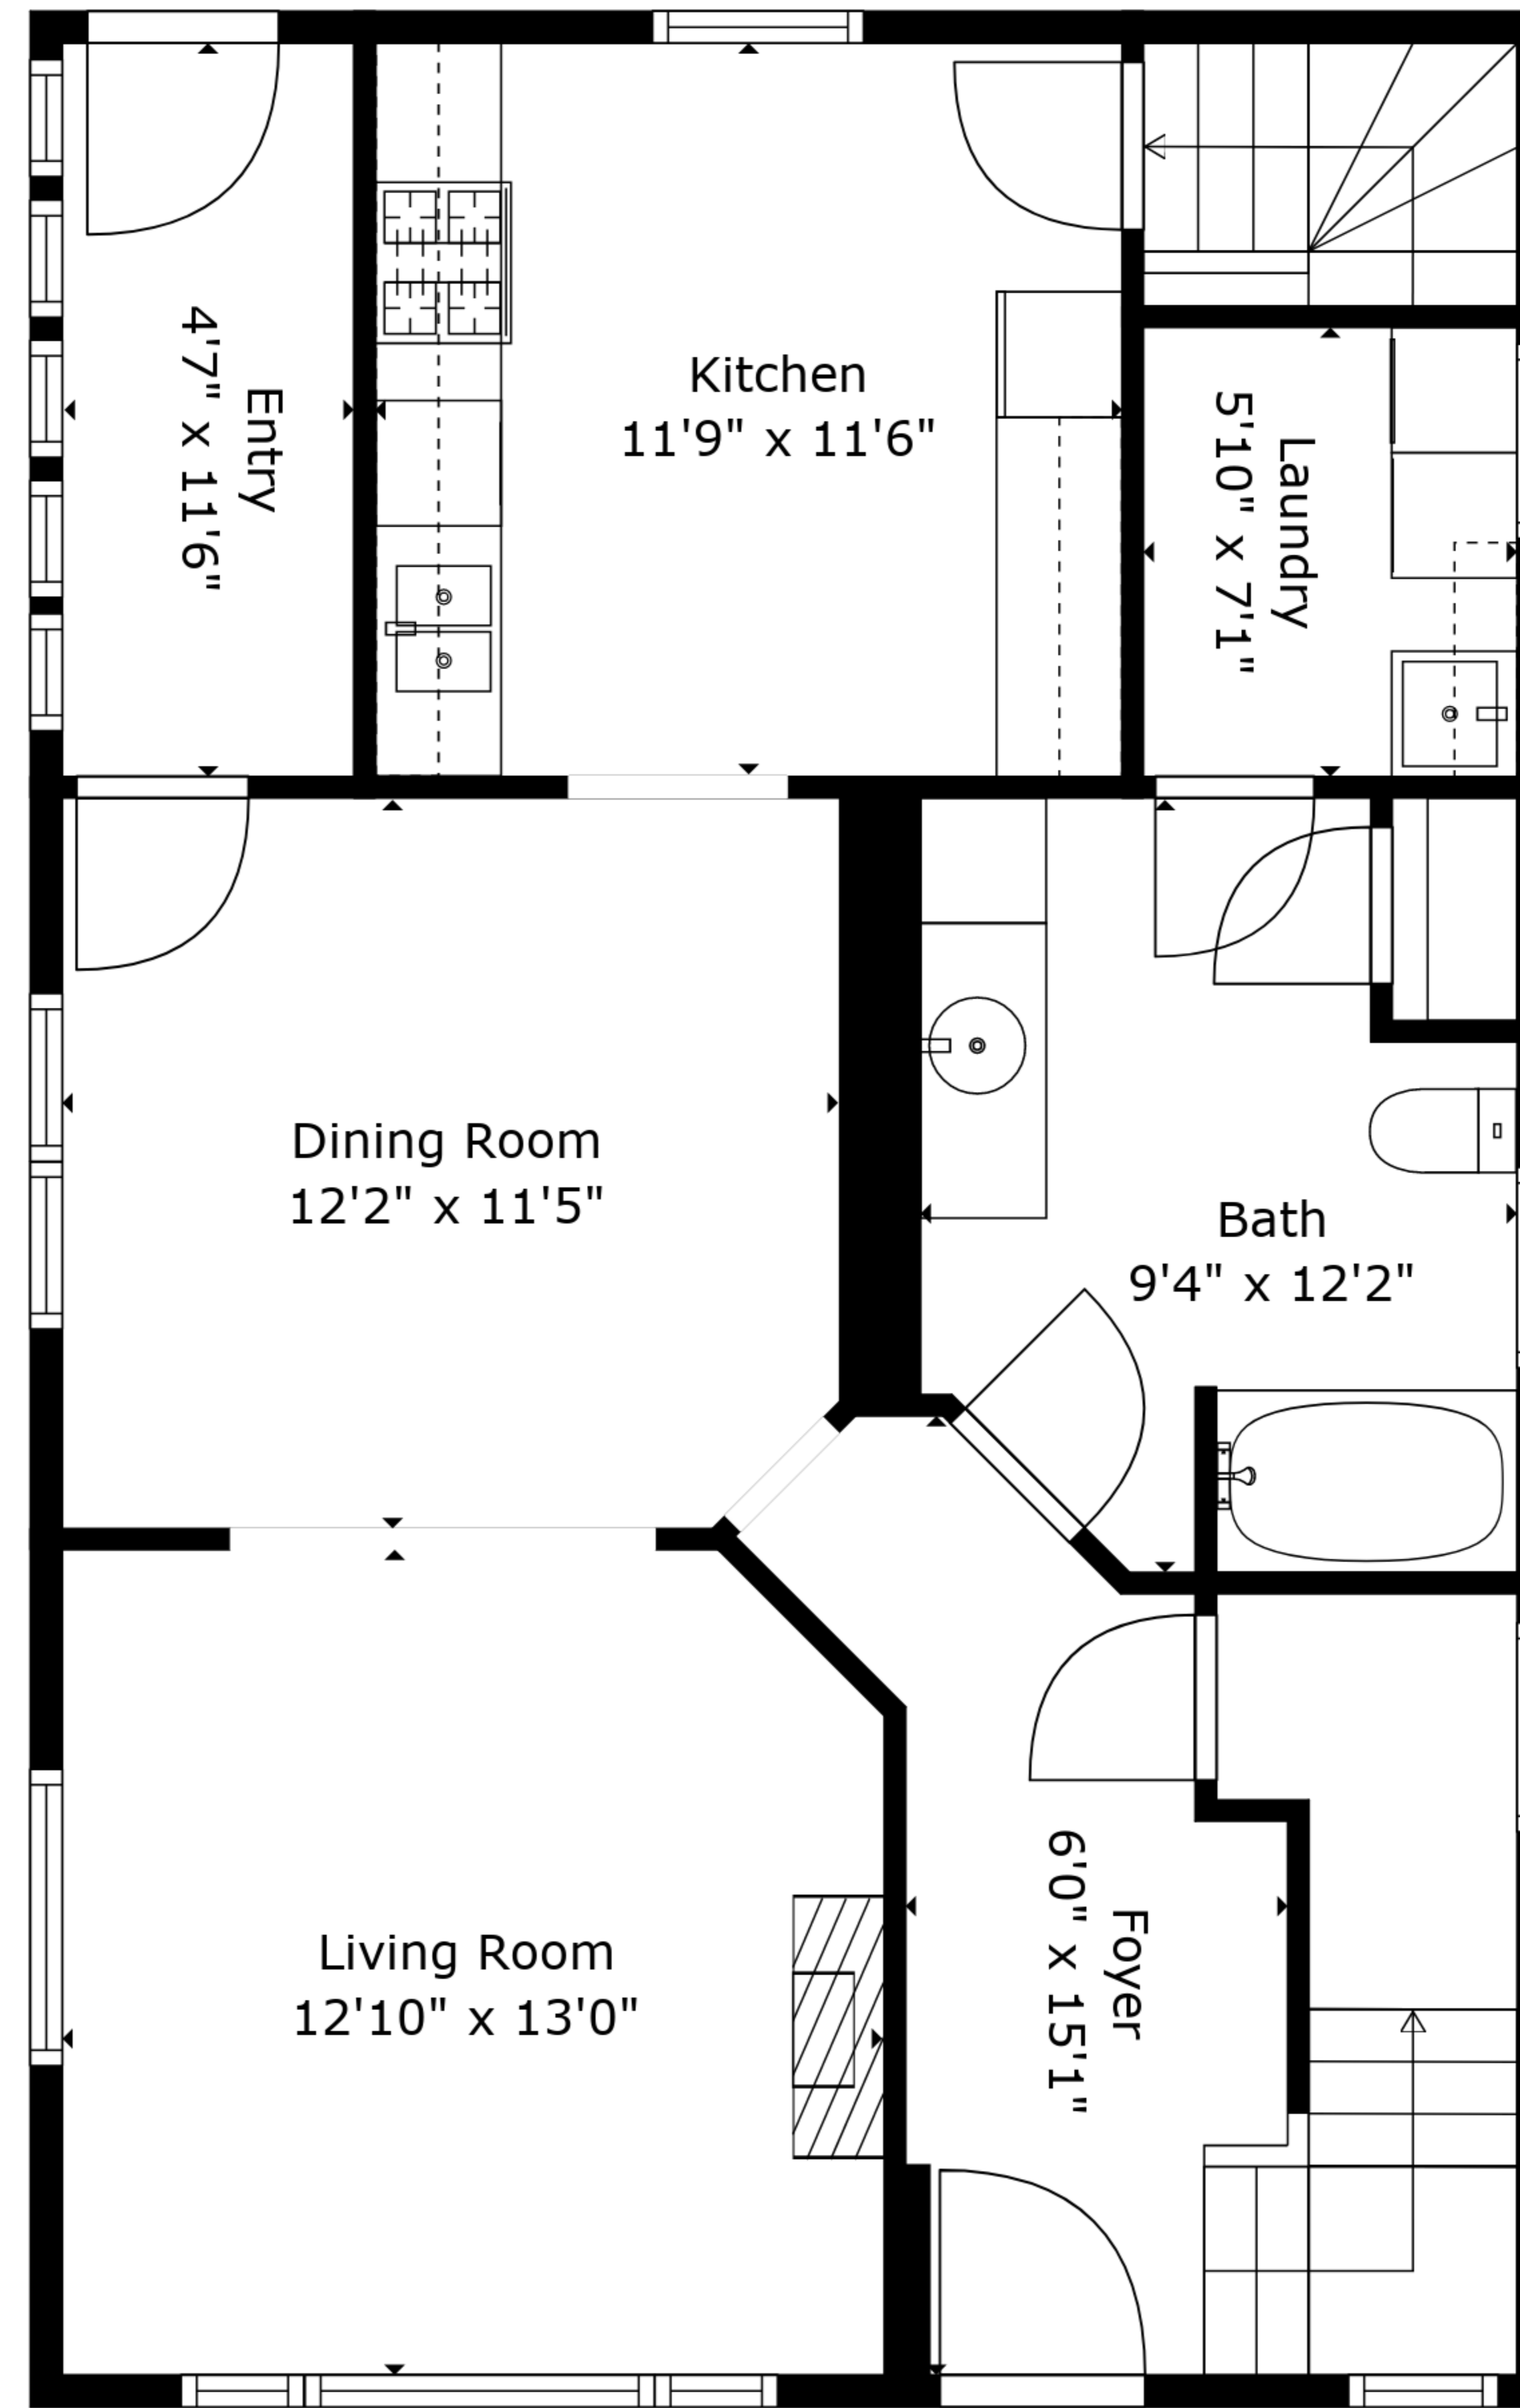 Entry
4'7" x 11'6"
Kitchen
11'9" x 11'6"
Laundry
5'10" x 7'1"
Dining Room
12'2" x 11'5"
Bath
9'4" x 12'2"
Living Room
12'10" x 13'0"
Foyer
6'0" x 15'1"